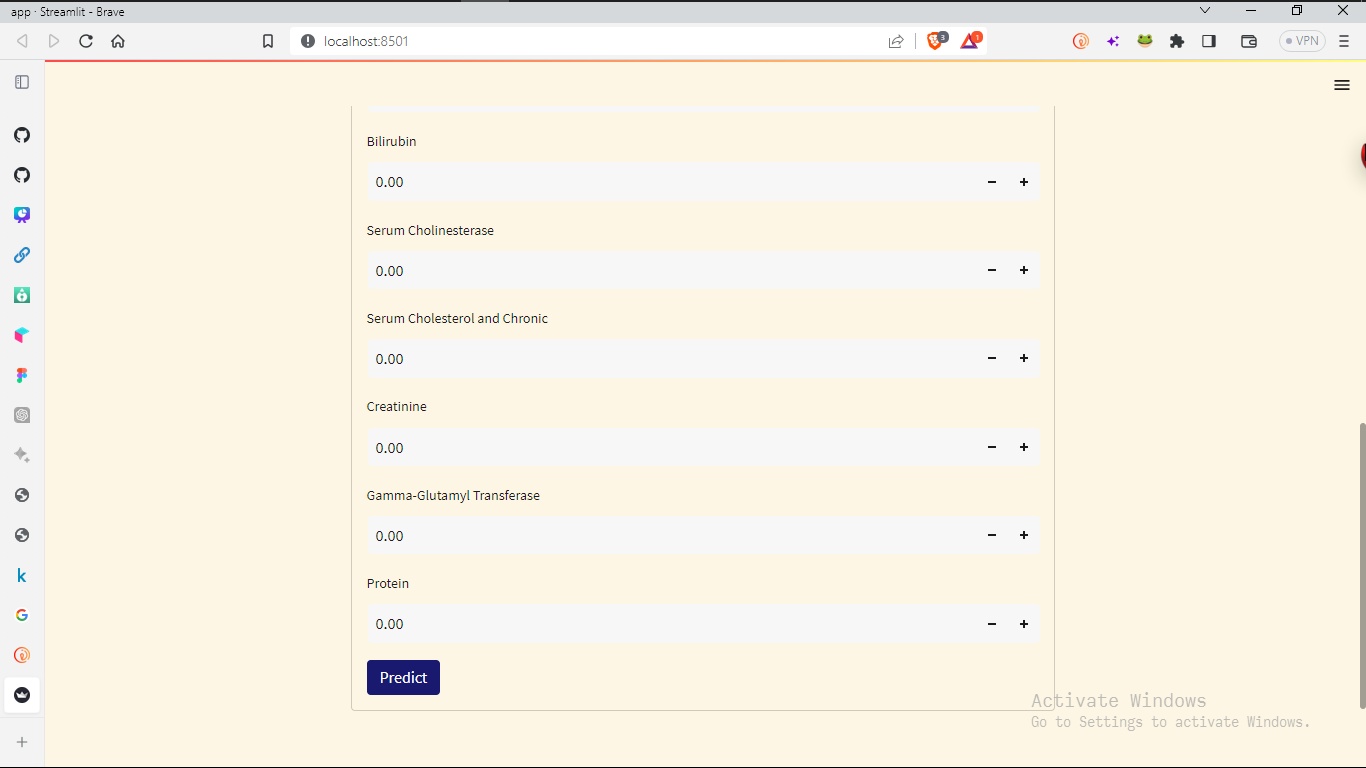 app · Streamlit - Brave
localhost:8501
3
1
VPN
Bilirubin
0.00
Serum Cholinesterase
0.00
Serum Cholesterol and Chronic
0.00
Creatinine
0.00
Gamma-Glutamyl Transferase
0.00
Protein
0.00
Predict
Activate Windows
Go to Settings to activate Windows.